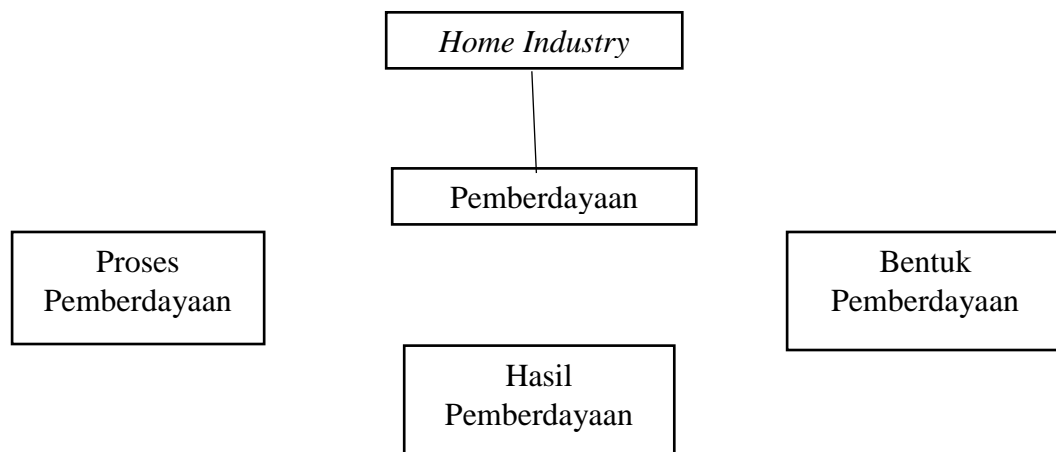 Home Industry
Pemberdayaan
Proses
Pemberdayaan
Bentuk
Pemberdayaan
Hasil
Pemberdayaan